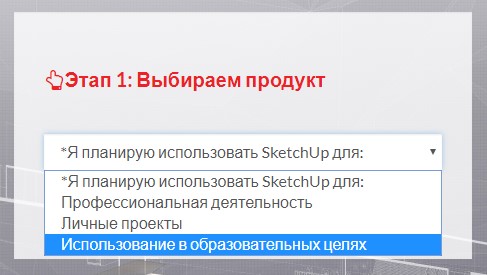 Этап 1: Выбираем продукт
*Я планирую использовать SketchUp для:
*Я планирую использовать SketchUp для:
Профессиональная деятельность
Личные проекты
Использование в образовательных целях